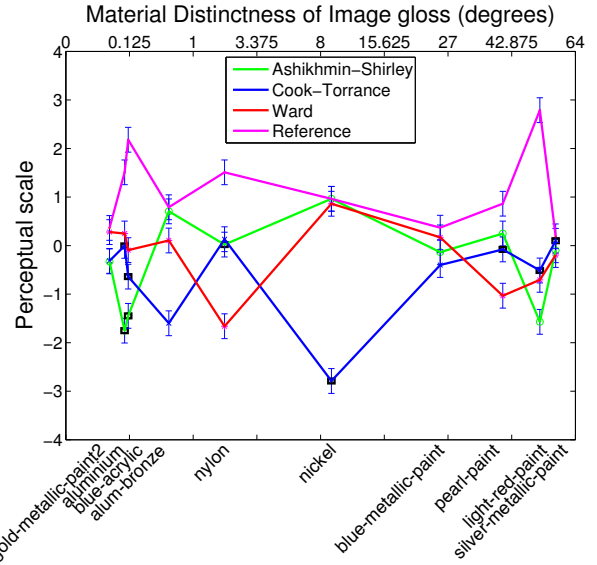 Material Distinctness of Image gloss (degrees)
0 0.125 1 3.375 8 15.625 27 42.875 64
Ashikhmin−Shirley
Cook−Torrance
Ward
Reference
Perceptual scale
4
3
2
1
0
−1
−2
−3
−4
gold-metallic-paint2
aluminium
blue-acrylic
alum-bronze
nylon
nickel
blue-metallic-paint
pearl-paint
light-red-paint
silver-metallic-paint